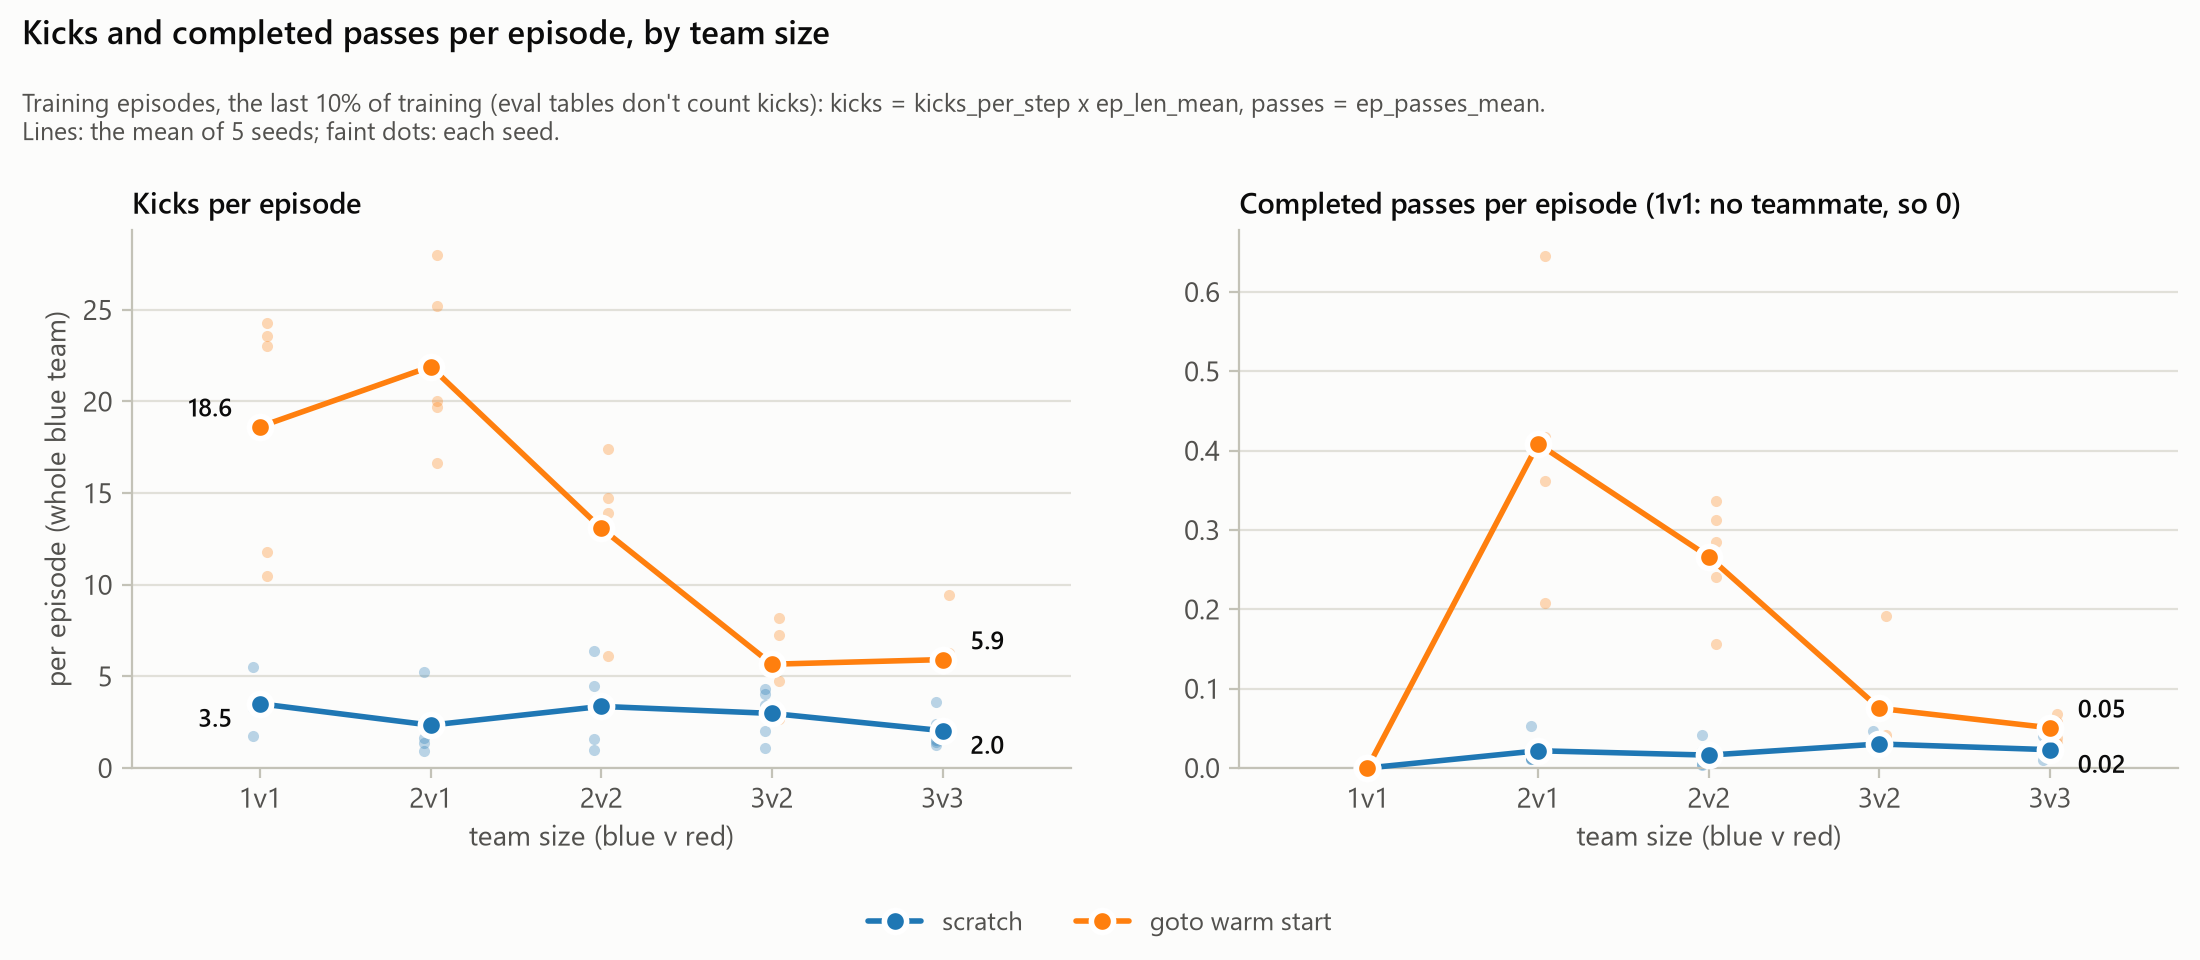 Kicks and completed passes per episode, by team size
Training episodes, the last 10% of training (eval tables don't count kicks): kicks = kicks_per_step x ep_len_mean, passes = ep_passes_mean.
Lines: the mean of 5 seeds; faint dots: each seed.
Kicks per episode
per episode (whole blue team)
25
20
15
10
5
0
18.6
3.5
5.9
2.0
1v1
2v1
2v2
3v2
3v3
team size (blue v red)
Completed passes per episode (1v1: no teammate, so 0)
0.6
0.5
0.4
0.3
0.2
0.1
0.0
0.05
0.02
1v1
2v1
2v2
3v2
3v3
team size (blue v red)
scratch
goto warm start